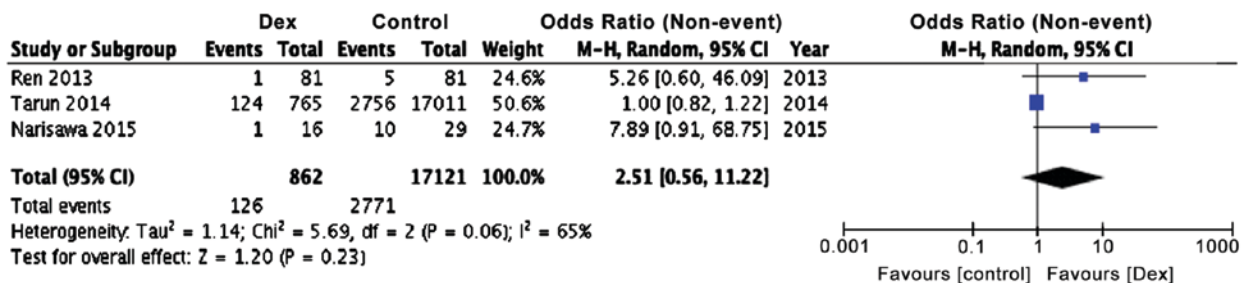 Dex Control Odds Ratio (Non-event) Odds Ratio (Non-event)
Study or Subgroup Events Total Events Total Weight M-H, Random, 95% CI Year M-H, Random, 95% CI
Ren 2013 1 81 5 81 24.6% 5.26 [0.60, 46.09] 2013
Tarun 2014 124 765 2756 17011 50.6% 1.00 [0.82, 1.22] 2014
Narisawa 2015 1 16 10 29 24.7% 7.89 [0.91, 68.75] 2015
Total (95% CI) 862 17121 100.0% 2.51 [0.56, 11.22]
Total events 126 2771
Heterogeneity: Tau² = 1.14; Chi² = 5.69, df = 2 (P = 0.06); I² = 65%
Test for overall effect: Z = 1.20 (P = 0.23)
0.001 0.1 1 10 1000
Favours [control] Favours [Dex]